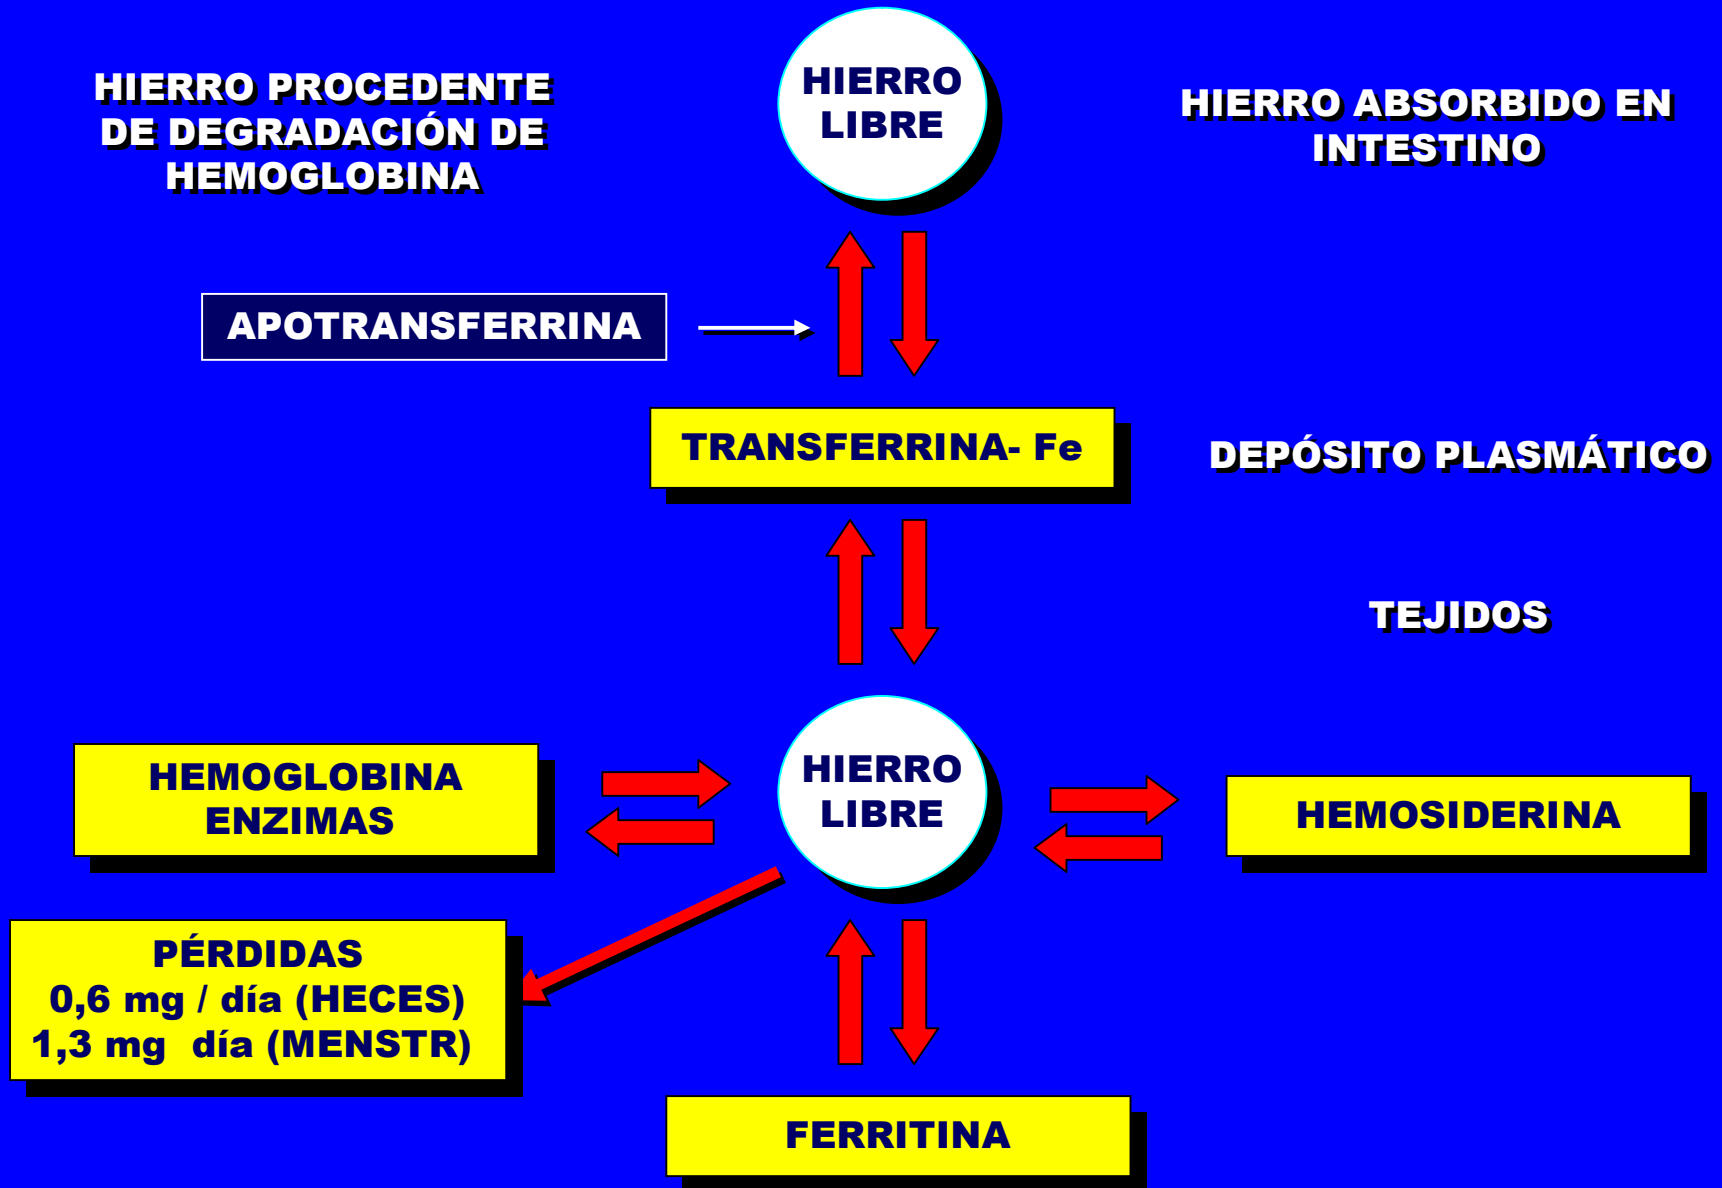 HIERRO PROCEDENTE
DE DEGRADACIÓN DE
HEMOGLOBINA
HIERRO
LIBRE
HIERRO ABSORBIDO EN
INTESTINO
APOTRANSFERRINA
TRANSFERRINA- Fe
DEPÓSITO PLASMÁTICO
TEJIDOS
HEMOGLOBINA
ENZIMAS
HIERRO
LIBRE
HEMOSIDERINA
PÉRDIDAS
0,6 mg / día (HECES)
1,3 mg  día (MENSTR)
FERRITINA